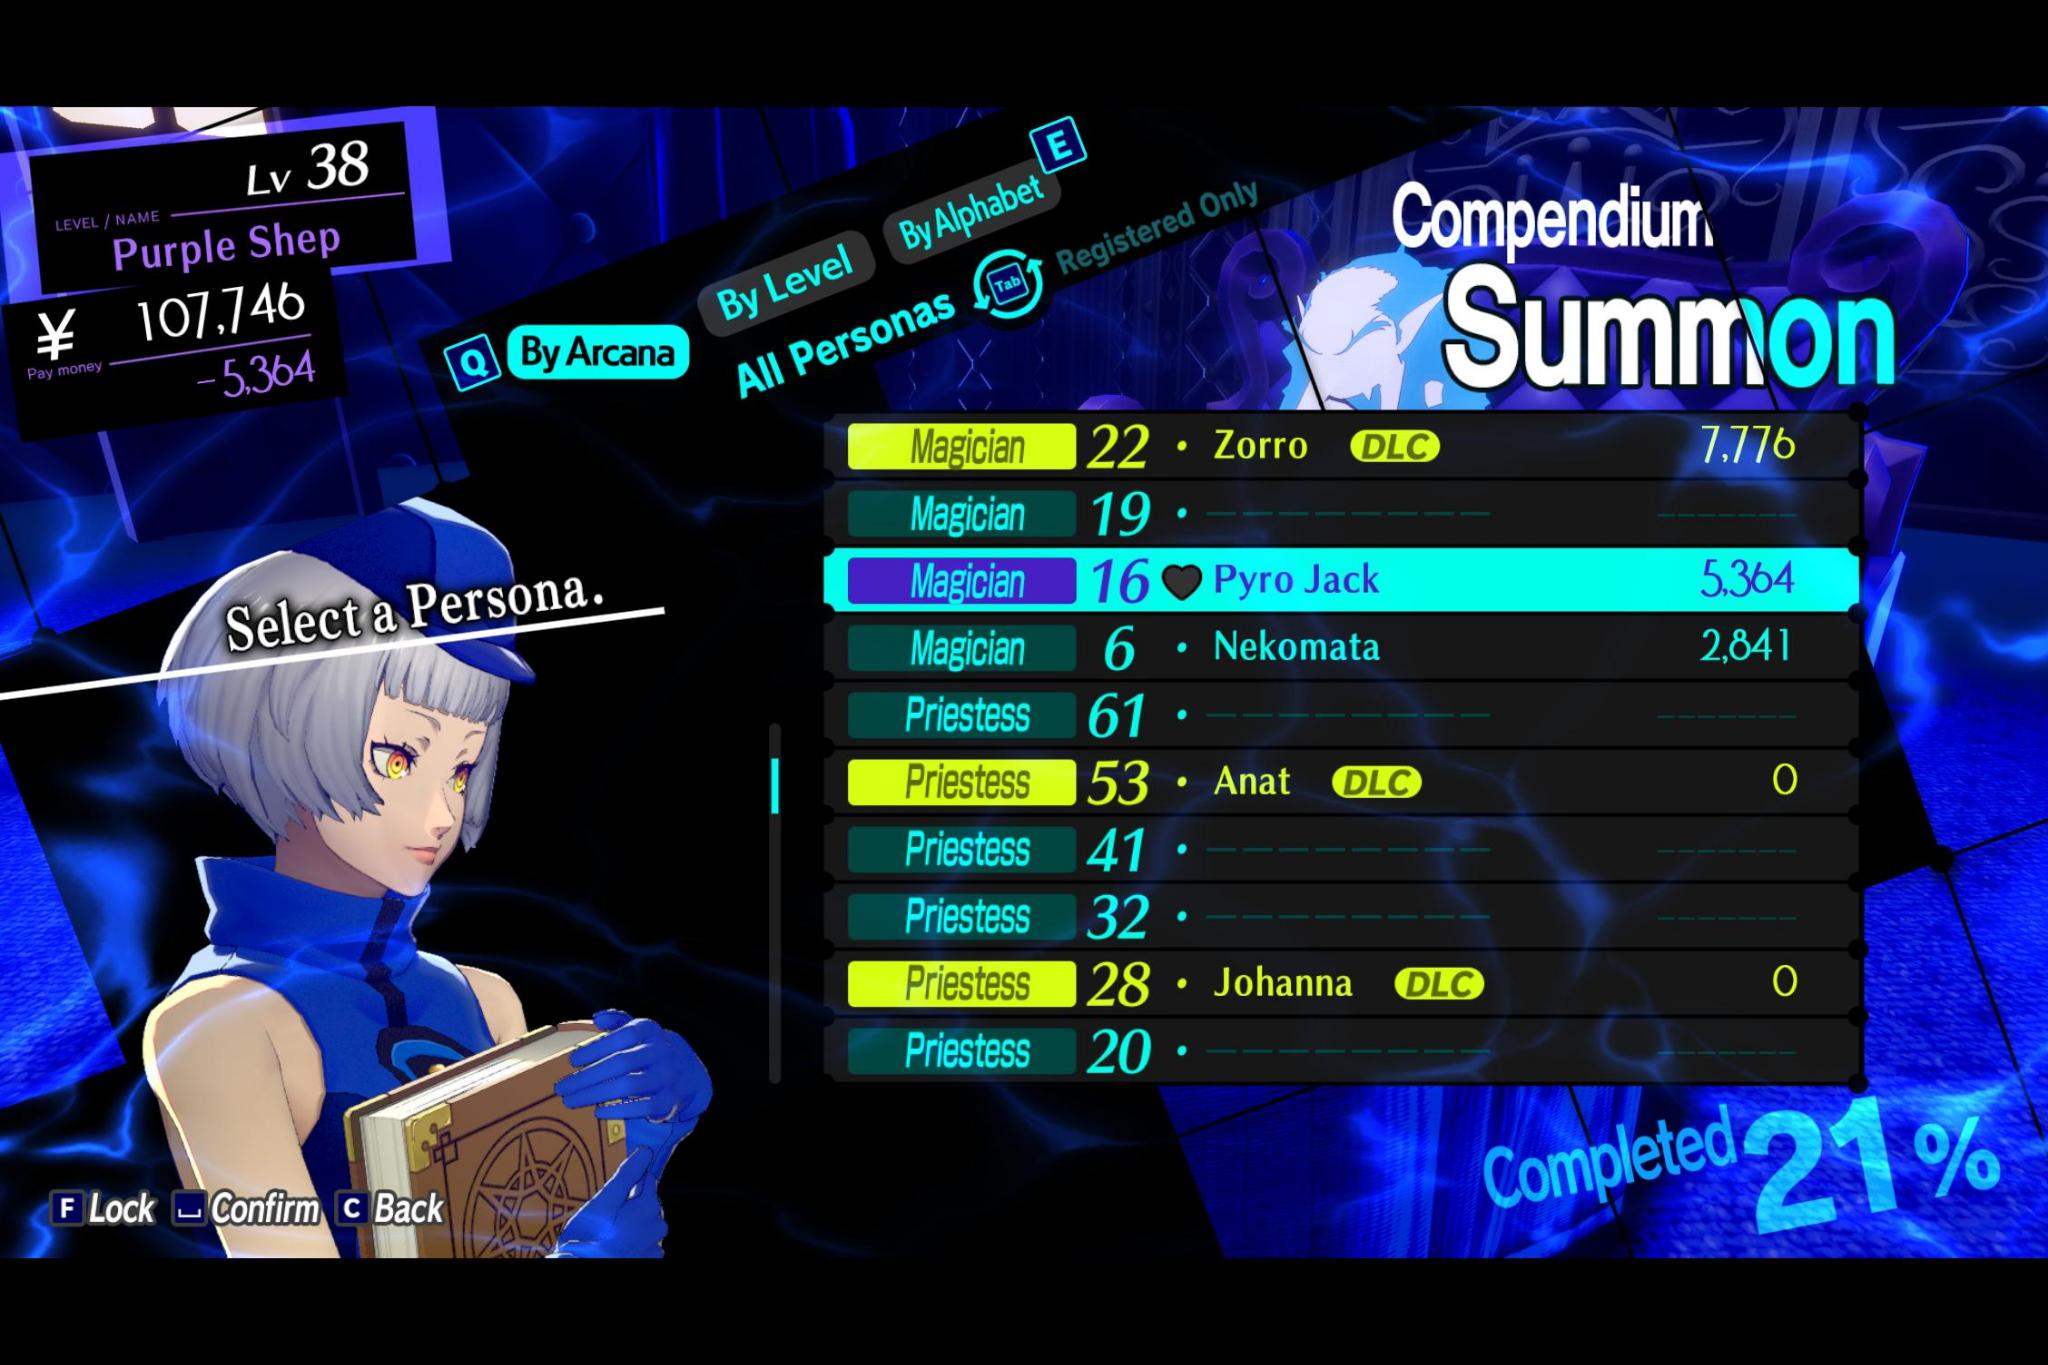 Lv 38
LEVEL / NAME
Purple Shep
¥ 107,746
Pay money
-5,364
Q By Arcana
By Level
By Alphabet E
All Personas Tab Registered Only
Compendium
Summon
Select a Persona.
Magician 22 • Zorro DLC 7,776
Magician 19 • --------- -------
Magician 16 Pyro Jack 5,364
Magician 6 • Nekomata 2,841
Priestess 61 • --------- -------
Priestess 53 • Anat DLC 0
Priestess 41 • --------- -------
Priestess 32 • --------- -------
Priestess 28 • Johanna DLC 0
Priestess 20 • --------- -------
Completed 21%
F Lock Confirm C Back